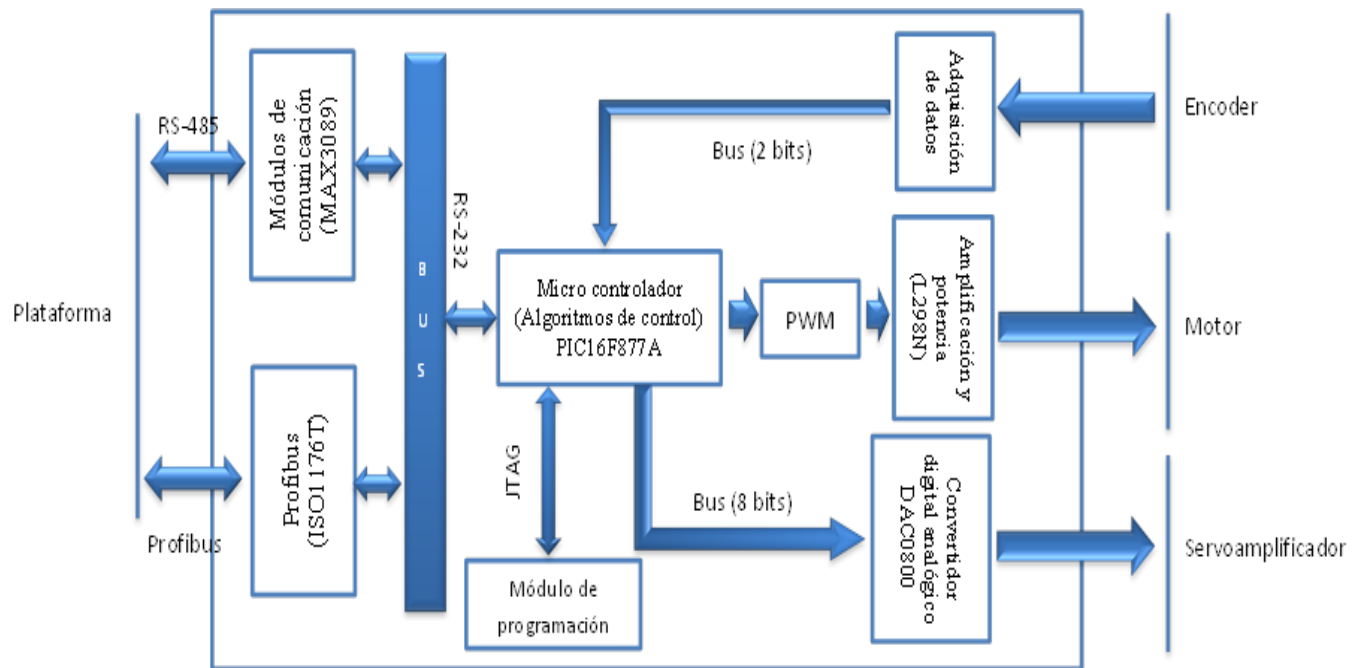 Plataforma
RS-485
Profibus
Módulos de
comunicación
(MAX3089)
Profibus
(ISO1176T)
B
U
S
RS-232
Micro controlador
(Algoritmos de control)
PIC16F877A
JTAG
Módulo de
programación
Bus (2 bits)
PWM
Bus (8 bits)
Adquisición
de datos
Amplificación y
potencia
(L298N)
Convertidor
digital analógico
DAC0800
Encoder
Motor
Servoamplificador